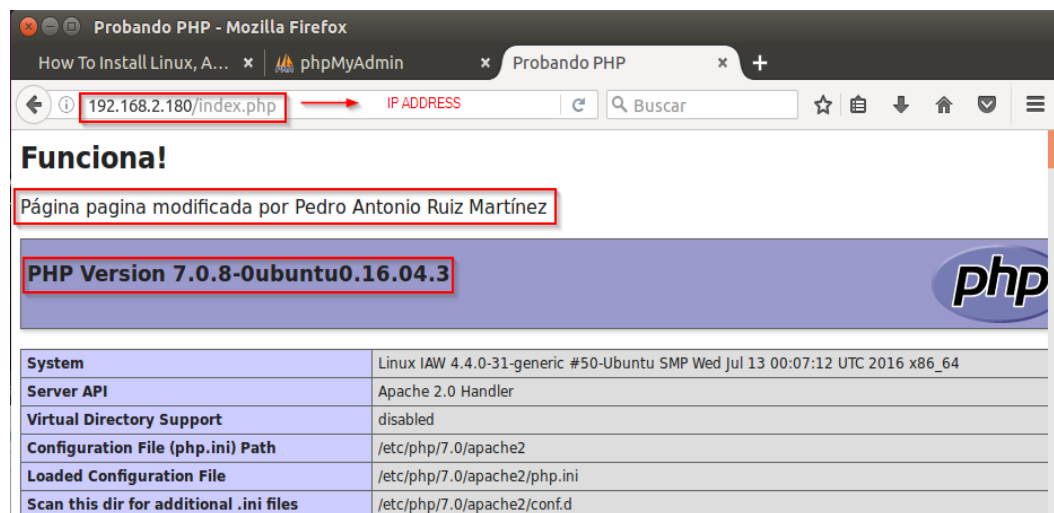 Probando PHP - Mozilla Firefox
How To Install Linux, A... × phpMyAdmin × Probando PHP × +
192.168.2.180/index.php IP ADDRESS Buscar
Funciona!
Página pagina modificada por Pedro Antonio Ruiz Martínez
PHP Version 7.0.8-0ubuntu0.16.04.3 php
System Linux IAW 4.4.0-31-generic #50-Ubuntu SMP Wed Jul 13 00:07:12 UTC 2016 x86_64
Server API Apache 2.0 Handler
Virtual Directory Support disabled
Configuration File (php.ini) Path /etc/php/7.0/apache2
Loaded Configuration File /etc/php/7.0/apache2/php.ini
Scan this dir for additional .ini files /etc/php/7.0/apache2/conf.d